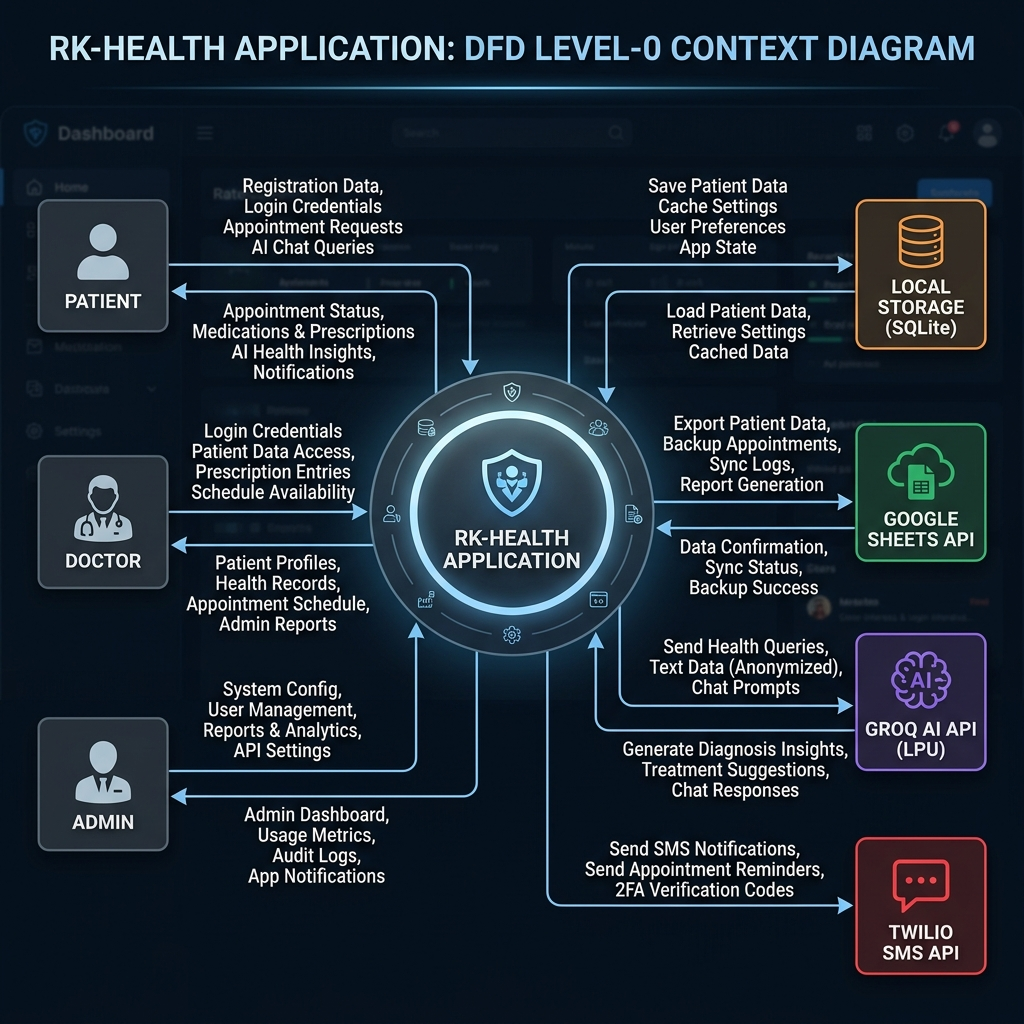 RK-HEALTH APPLICATION: DFD LEVEL-0 CONTEXT DIAGRAM
Dashboard
Search
Home
Registration Data,
Login Credentials
Appointment Requests
AI Chat Queries
PATIENT
Appointment Status,
Medications & Prescriptions
AI Health Insights,
Notifications
Save Patient Data
Cache Settings
User Preferences
App State
LOCAL
STORAGE
(SQLite)
Load Patient Data,
Retrieve Settings
Cached Data
Settings
Login Credentials
Patient Data Access,
Prescription Entries
Schedule Availability
DOCTOR
Patient Profiles,
Health Records,
Appointment Schedule,
Admin Reports
RK-HEALTH
APPLICATION
Export Patient Data,
Backup Appointments,
Sync Logs,
Report Generation
GOOGLE
SHEETS API
Data Confirmation,
Sync Status,
Backup Success
System Config,
User Management,
Reports & Analytics,
API Settings
ADMIN
Admin Dashboard,
Usage Metrics,
Audit Logs,
App Notifications
Send Health Queries,
Text Data (Anonymized),
Chat Prompts
AI
GROQ AI API
(LPU)
Generate Diagnosis Insights,
Treatment Suggestions,
Chat Responses
Send SMS Notifications,
Send Appointment Reminders,
2FA Verification Codes
TWILIO
SMS API